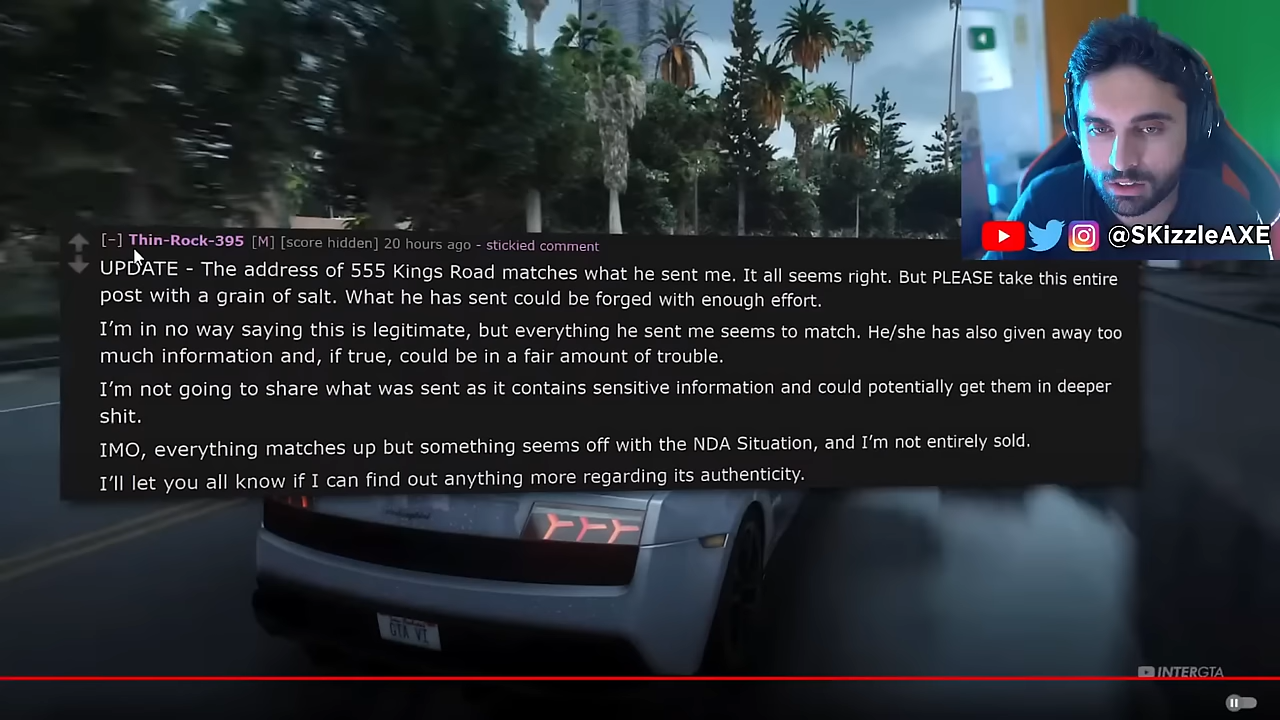 @SKizzleAXE
[–] Thin-Rock-395 [M] [score hidden] 20 hours ago - stickied comment
UPDATE - The address of 555 Kings Road matches what he sent me. It all seems right. But PLEASE take this entire
post with a grain of salt. What he has sent could be forged with enough effort.
I'm in no way saying this is legitimate, but everything he sent me seems to match. He/she has also given away too
much information and, if true, could be in a fair amount of trouble.
I'm not going to share what was sent as it contains sensitive information and could potentially get them in deeper
shit.
IMO, everything matches up but something seems off with the NDA Situation, and I'm not entirely sold.
I'll let you all know if I can find out anything more regarding its authenticity.
GTA VI
INTERGTA